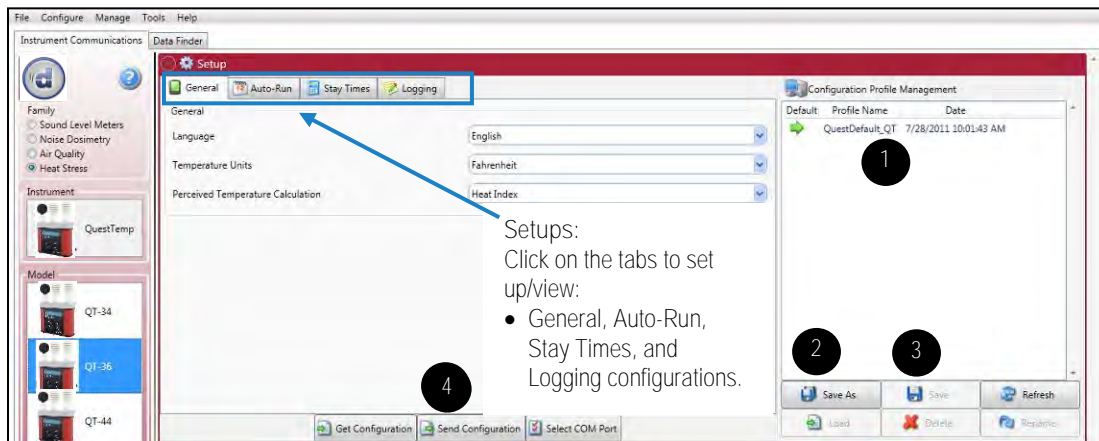 File Configure Manage Tools Help
Instrument Communications Data Finder
Setup
General Auto-Run Stay Times Logging
Family
Sound Level Meters
Noise Dosimetry
Air Quality
Heat Stress
Instrument
QuestTemp
Model
QT-34
QT-36
QT-44
General
Language English
Temperature Units Fahrenheit
Perceived Temperature Calculation Heat Index
Setups:
Click on the tabs to set
up/view:
• General, Auto-Run,
Stay Times, and
Logging configurations.
4
Get Configuration Send Configuration Select COM Port
Configuration Profile Management
Default Profile Name Date
QuestDefault_QT 7/28/2011 10:01:43 AM
1
2 3
Save As Save Refresh
Load Delete Rename